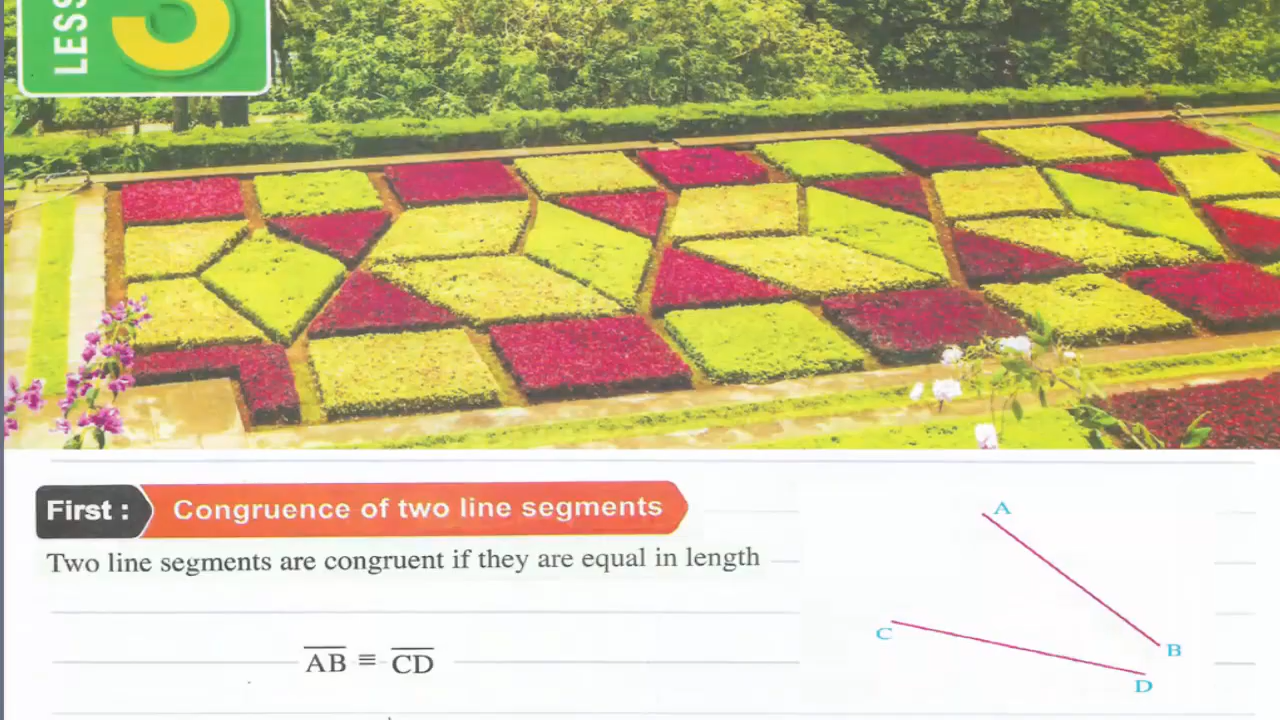 LESS
3
First :
Congruence of two line segments
Two line segments are congruent if they are equal in length
A
C
B
AB ≡ CD
D